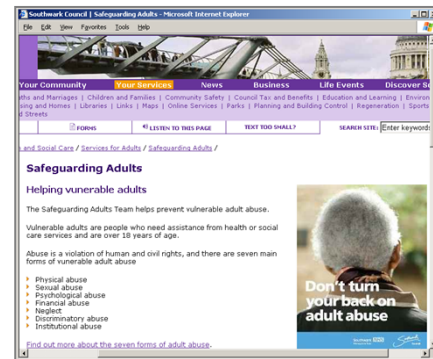 Southwark Council | Safeguarding Adults - Microsoft Internet Explorer
File Edit View Favorites Tools Help
Your Community Your Services News Business Life Events Discover So
ths and Marriages | Children and Families | Community Safety | Council Tax and Benefits | Education and Learning | Environ
sing and Homes | Libraries | Links | Maps | Online Services | Parks | Planning and Building Control | Regeneration | Sports
d Streets
FORMS LISTEN TO THIS PAGE TEXT TOO SMALL? SEARCH SITE: Enter keywords
and Social Care / Services for Adults / Safeguarding Adults /
Safeguarding Adults
Helping vunerable adults
The Safeguarding Adults Team helps prevent vulnerable adult abuse.
Vulnerable adults are people who need assistance from health or social
care services and are over 18 years of age.
Abuse is a violation of human and civil rights, and there are seven main
forms of vunerable adult abuse
Physical abuse
Sexual abuse
Psychological abuse
Financial abuse
Neglect
Discriminatory abuse
Institutional abuse
Find out more about the seven forms of adult abuse.
Don't turn
your back on
adult abuse
Southwark NHS